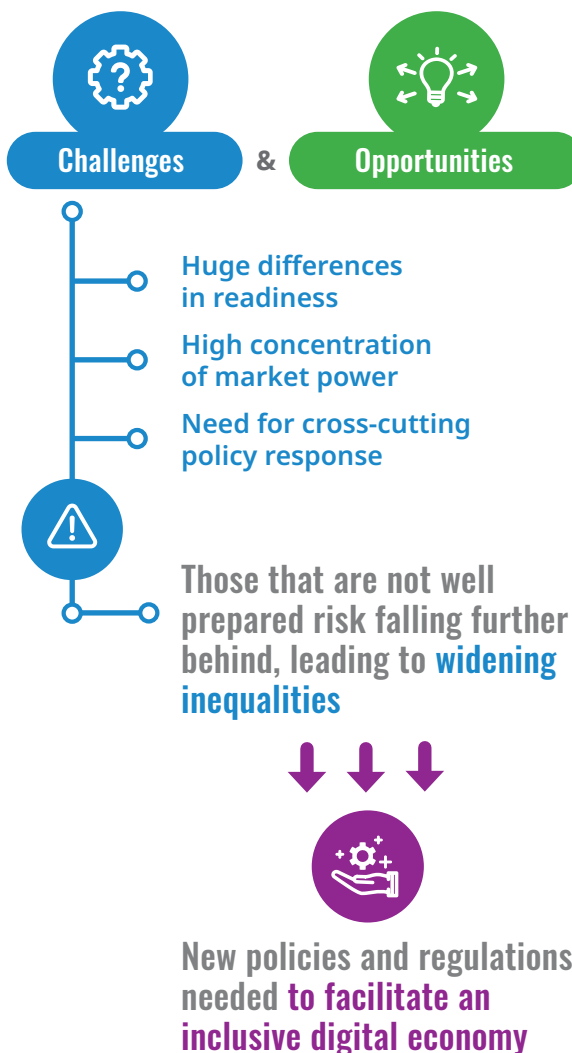 Challenges & Opportunities
Huge differences
in readiness
High concentration
of market power
Need for cross-cutting
policy response
Those that are not well
prepared risk falling further
behind, leading to widening
inequalities
New policies and regulations
needed to facilitate an
inclusive digital economy